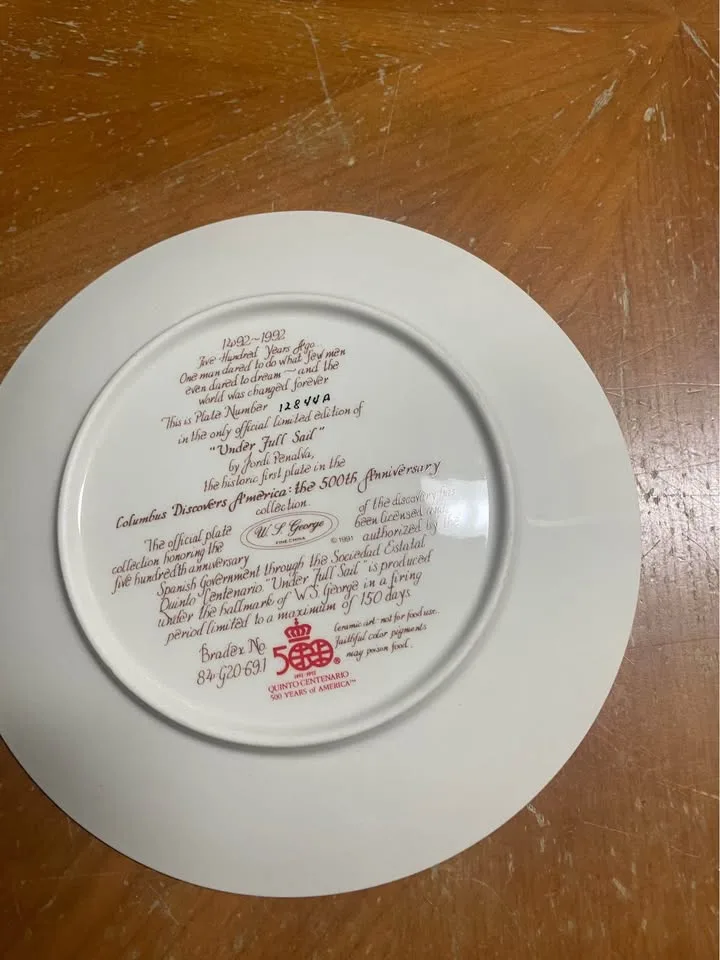 1492~1992
Five Hundred Years Ago
One man dared to do what few men
even dared to dream ~ and the
world was changed forever
This is Plate Number 12844A
in the only official limited edition of
"Under Full Sail"
by Jordi Penalva,
the historic first plate in the
Columbus Discovers America: the 500th Anniversary
collection.
The official plate
collection honoring the
five hundredth anniversary
W.S. George
FINE CHINA
© 1991
of the discovery has
been licensed and
authorized by the
Spanish Government through the Sociedad Estatal
Quinto Centenario. "Under Full Sail" is produced
under the hallmark of W.S. George in a firing
period limited to a maximum of 150 days.
Bradex No.
84-G20-69.1
500®
1492-1992
QUINTO CENTENARIO
500 YEARS of AMERICA™
Ceramic art - not for food use.
Faithful color pigments
may poison food.